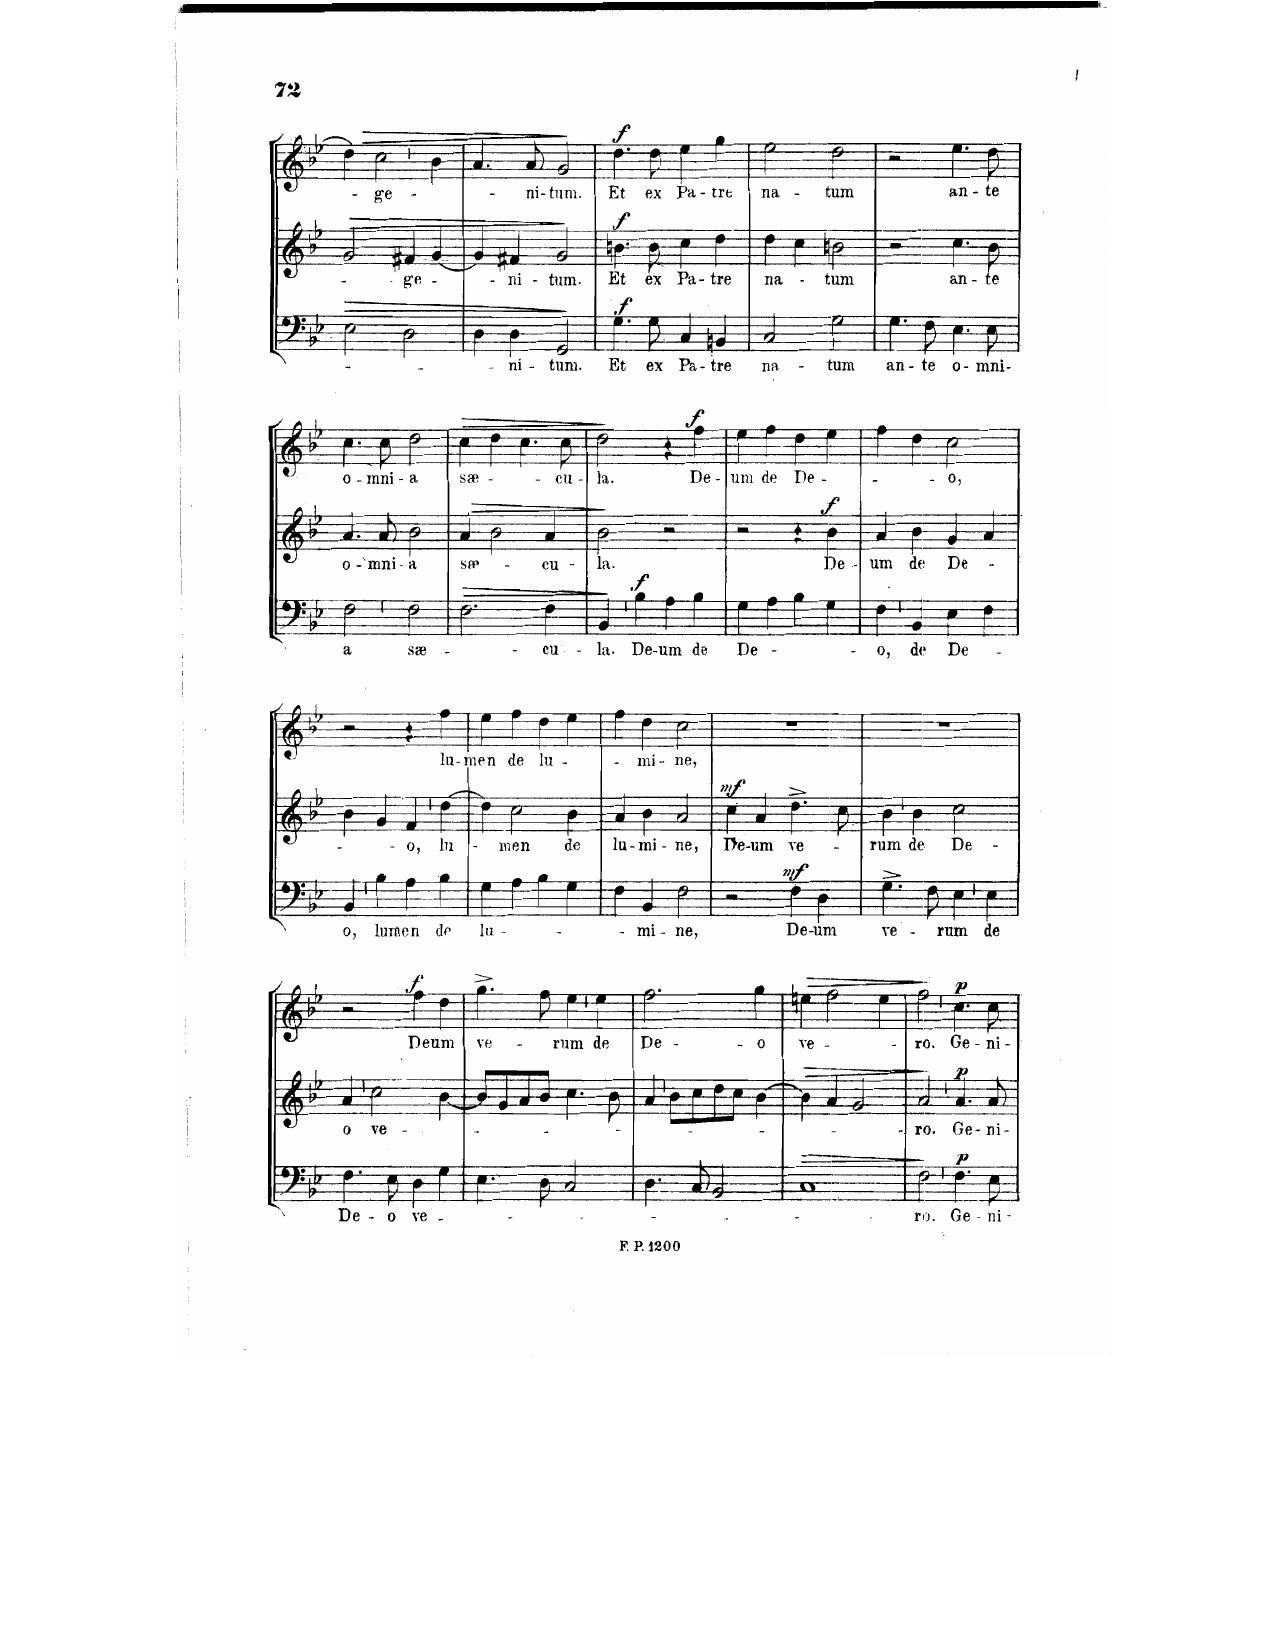 72
- ge - - ni-tum. Et ex Pa-tre na - tum an-te
f
- ge - - ni - tum. Et ex Pa-tre na - tum an-te
f
- - - ni - tum. Et ex Pa-tre na - tum an-te o-mni-
f
o-mni-a sæ - - cu - la. De-um de De - - - o,
f
o-mni-a sæ - cu - la. De-um de De -
f
a sæ - - cu - la. De-um de De - - - o, de De -
lu-men de lu - - mi-ne,
- - o, lu - men de lu-mi-ne, De-um ve - rum de De -
mf
o, lumen de lu - - - mi-ne, De-um ve - rum de
mf
Deum ve - rum de De - - o ve - - ro. Ge-ni-
f p
o ve - - - - - - - ro. Ge-ni-
p
De - o ve - - - - - ro. Ge-ni-
p
F. P. 1200